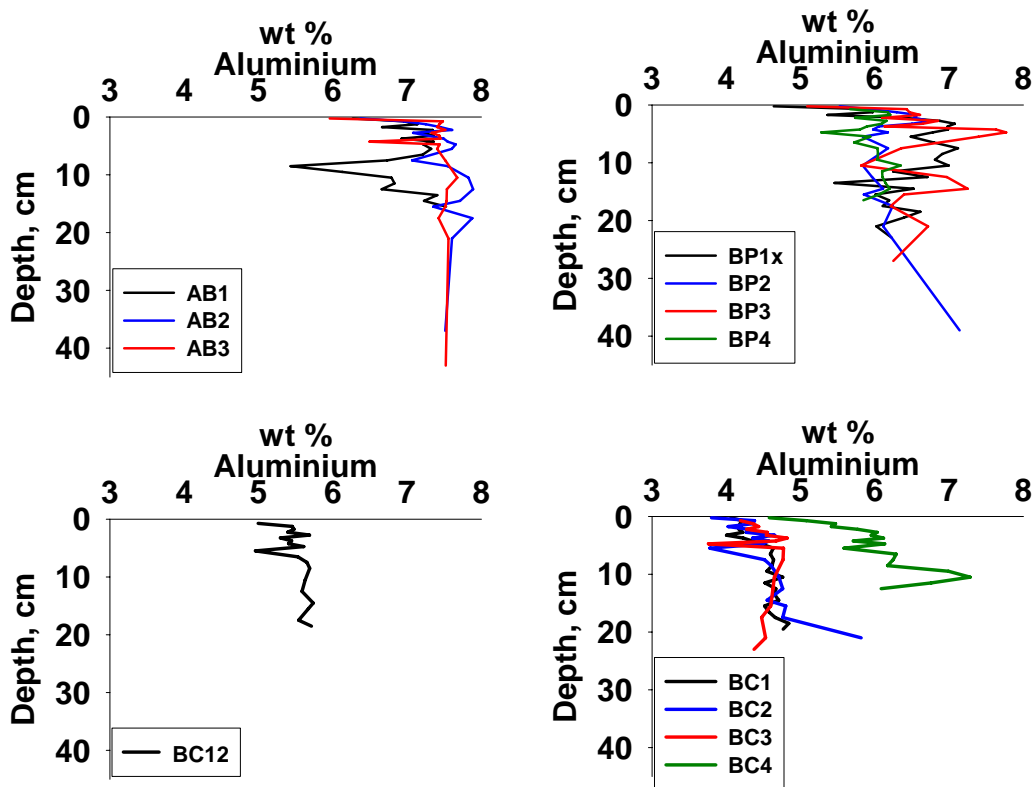 wt %
Aluminium
3 4 5 6 7 8
0
10
20
30
40
Depth, cm
AB1
AB2
AB3
wt %
Aluminium
3 4 5 6 7 8
0
10
20
30
40
Depth, cm
BP1x
BP2
BP3
BP4
wt %
Aluminium
3 4 5 6 7 8
0
10
20
30
40
Depth, cm
BC12
wt %
Aluminium
3 4 5 6 7 8
0
10
20
30
40
Depth, cm
BC1
BC2
BC3
BC4